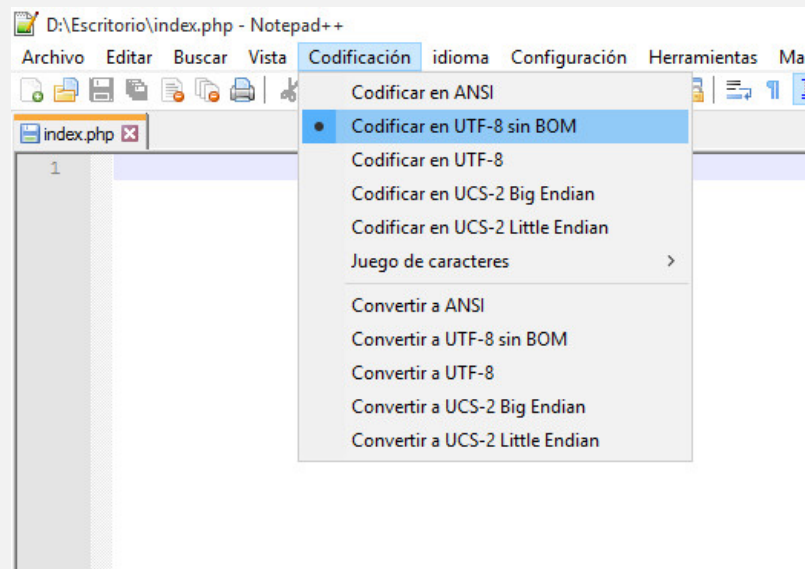 D:\Escritorio\index.php - Notepad++
Archivo Editar Buscar Vista Codificación idioma Configuración Herramientas
index.php
1
Codificar en ANSI
Codificar en UTF-8 sin BOM
Codificar en UTF-8
Codificar en UCS-2 Big Endian
Codificar en UCS-2 Little Endian
Juego de caracteres
Convertir a ANSI
Convertir a UTF-8 sin BOM
Convertir a UTF-8
Convertir a UCS-2 Big Endian
Convertir a UCS-2 Little Endian